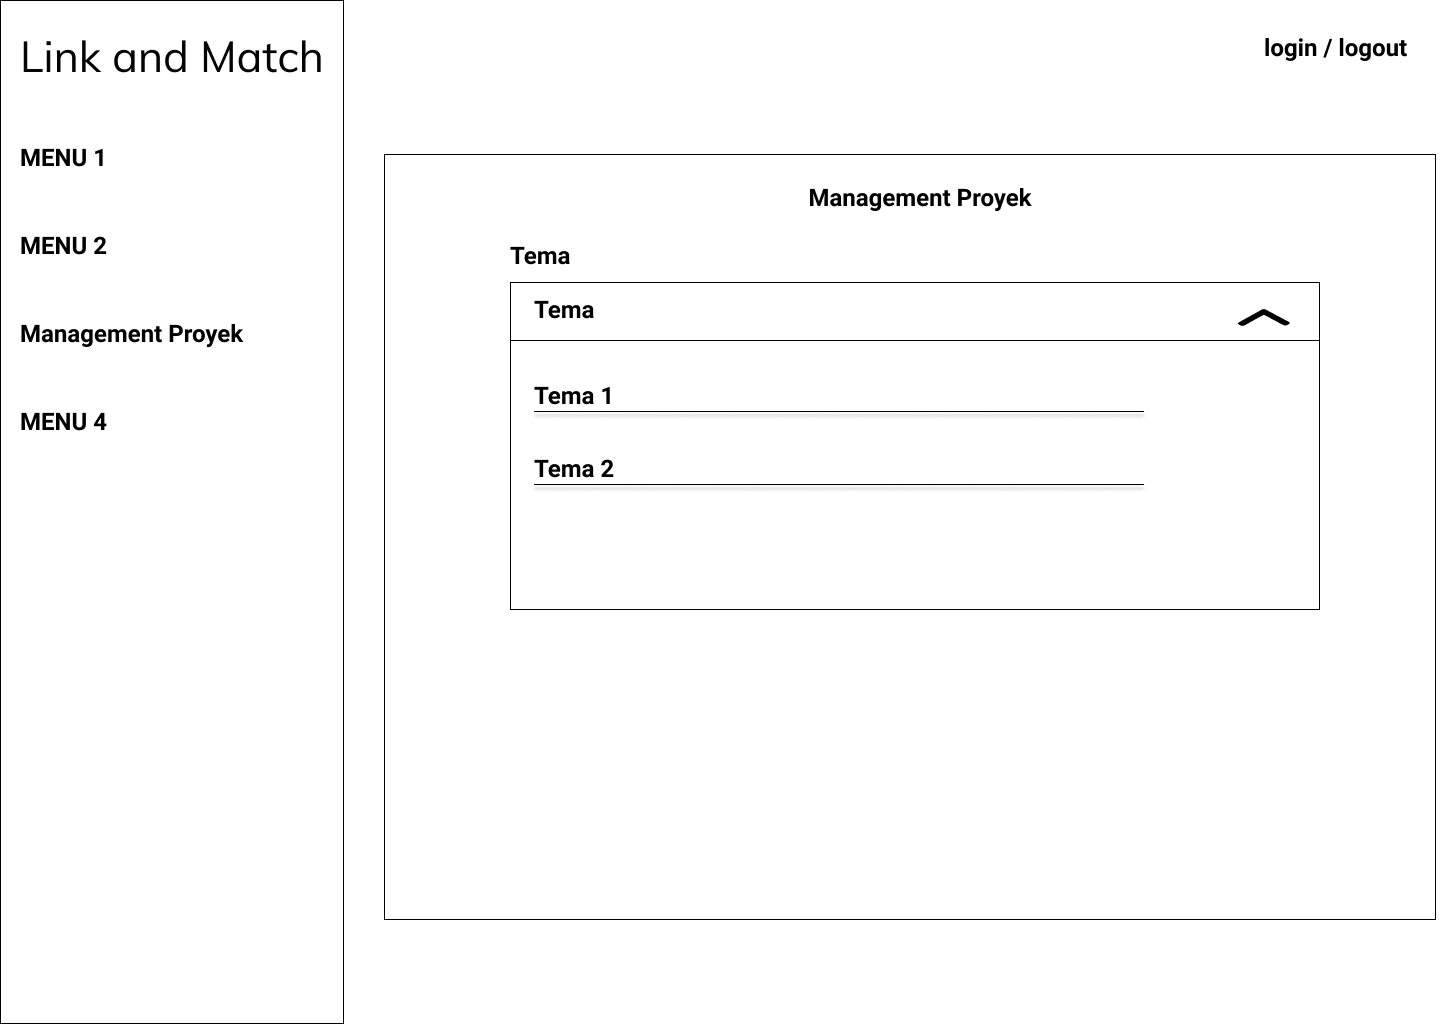 Link and Match
login / logout
MENU 1
MENU 2
Management Proyek
MENU 4
Management Proyek
Tema
Tema
Tema 1
Tema 2